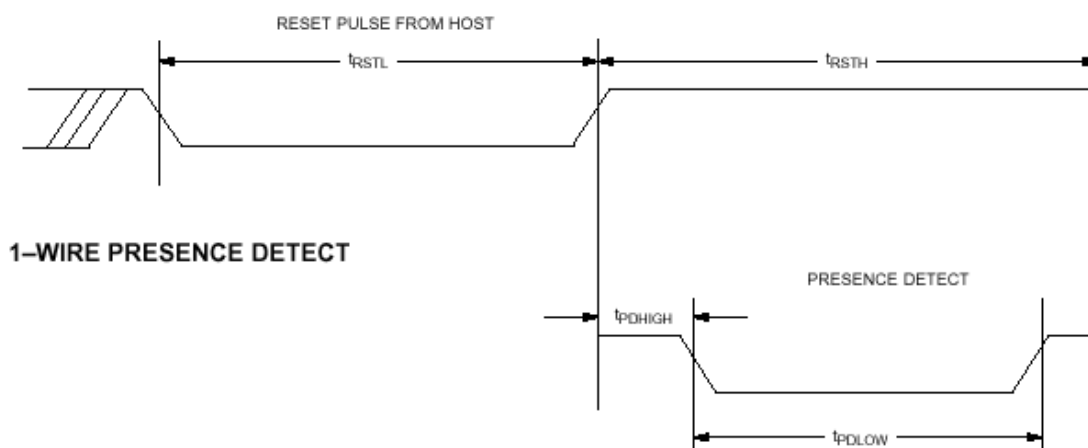 RESET PULSE FROM HOST
tRSTL
tRSTH
1–WIRE PRESENCE DETECT
PRESENCE DETECT
tPDHIGH
tPDLOW